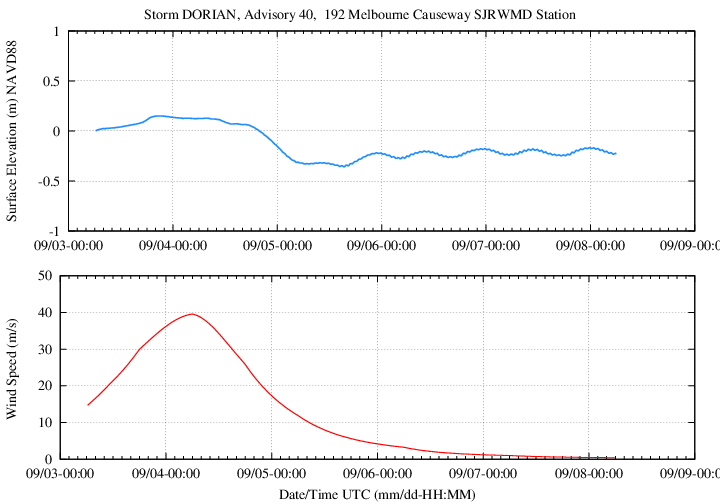 Storm DORIAN, Advisory 40,  192 Melbourne Causeway SJRWMD Station
Surface Elevation (m) NAVD88
1
0.5
0
-0.5
-1
09/03-00:00 09/04-00:00 09/05-00:00 09/06-00:00 09/07-00:00 09/08-00:00 09/09-0
Wind Speed (m/s)
50
40
30
20
10
0
09/03-00:00 09/04-00:00 09/05-00:00 09/06-00:00 09/07-00:00 09/08-00:00 09/09-0
Date/Time UTC (mm/dd-HH:MM)